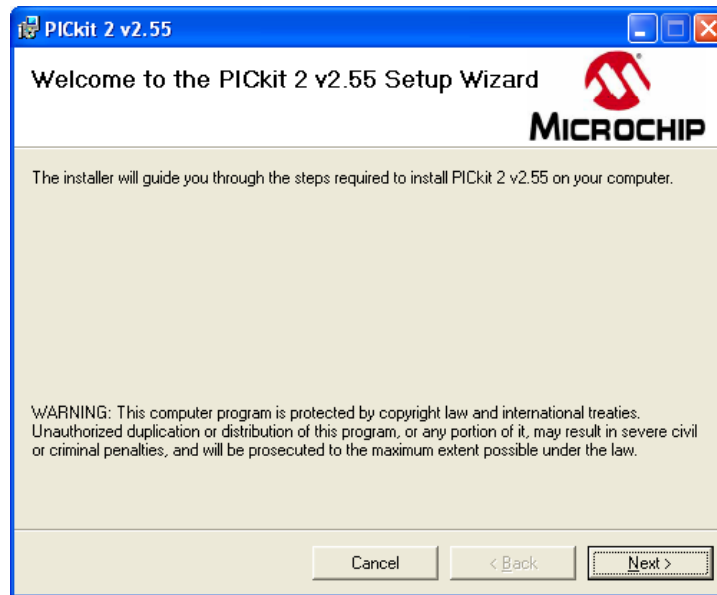 PICkit 2 v2.55
Welcome to the PICkit 2 v2.55 Setup Wizard
MICROCHIP
The installer will guide you through the steps required to install PICkit 2 v2.55 on your computer.
WARNING: This computer program is protected by copyright law and international treaties.
Unauthorized duplication or distribution of this program, or any portion of it, may result in severe civil
or criminal penalties, and will be prosecuted to the maximum extent possible under the law.
Cancel < Back Next >